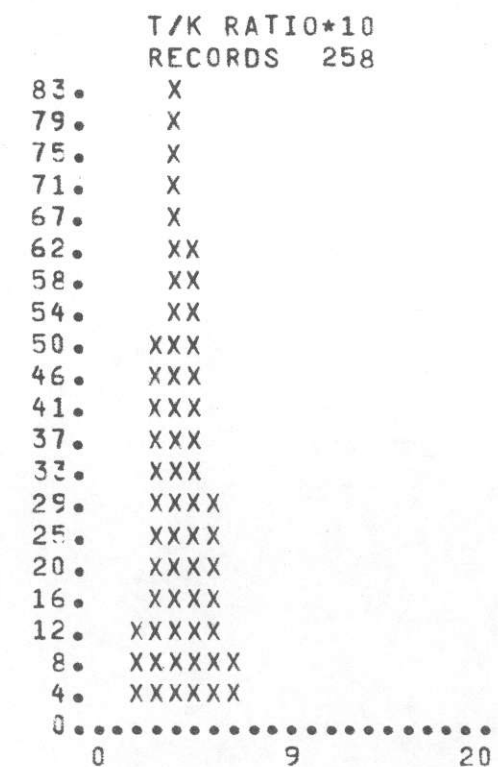 T/K RATIO*10
RECORDS 258
83. X
79. X
75. X
71. X
67. X
62. XX
58. XX
54. XX
50. XXX
46. XXX
41. XXX
37. XXX
33. XXX
29. XXXX
25. XXXX
20. XXXX
16. XXXX
12. XXXXX
8. XXXXXX
4. XXXXXX
0.......................
0 9 20